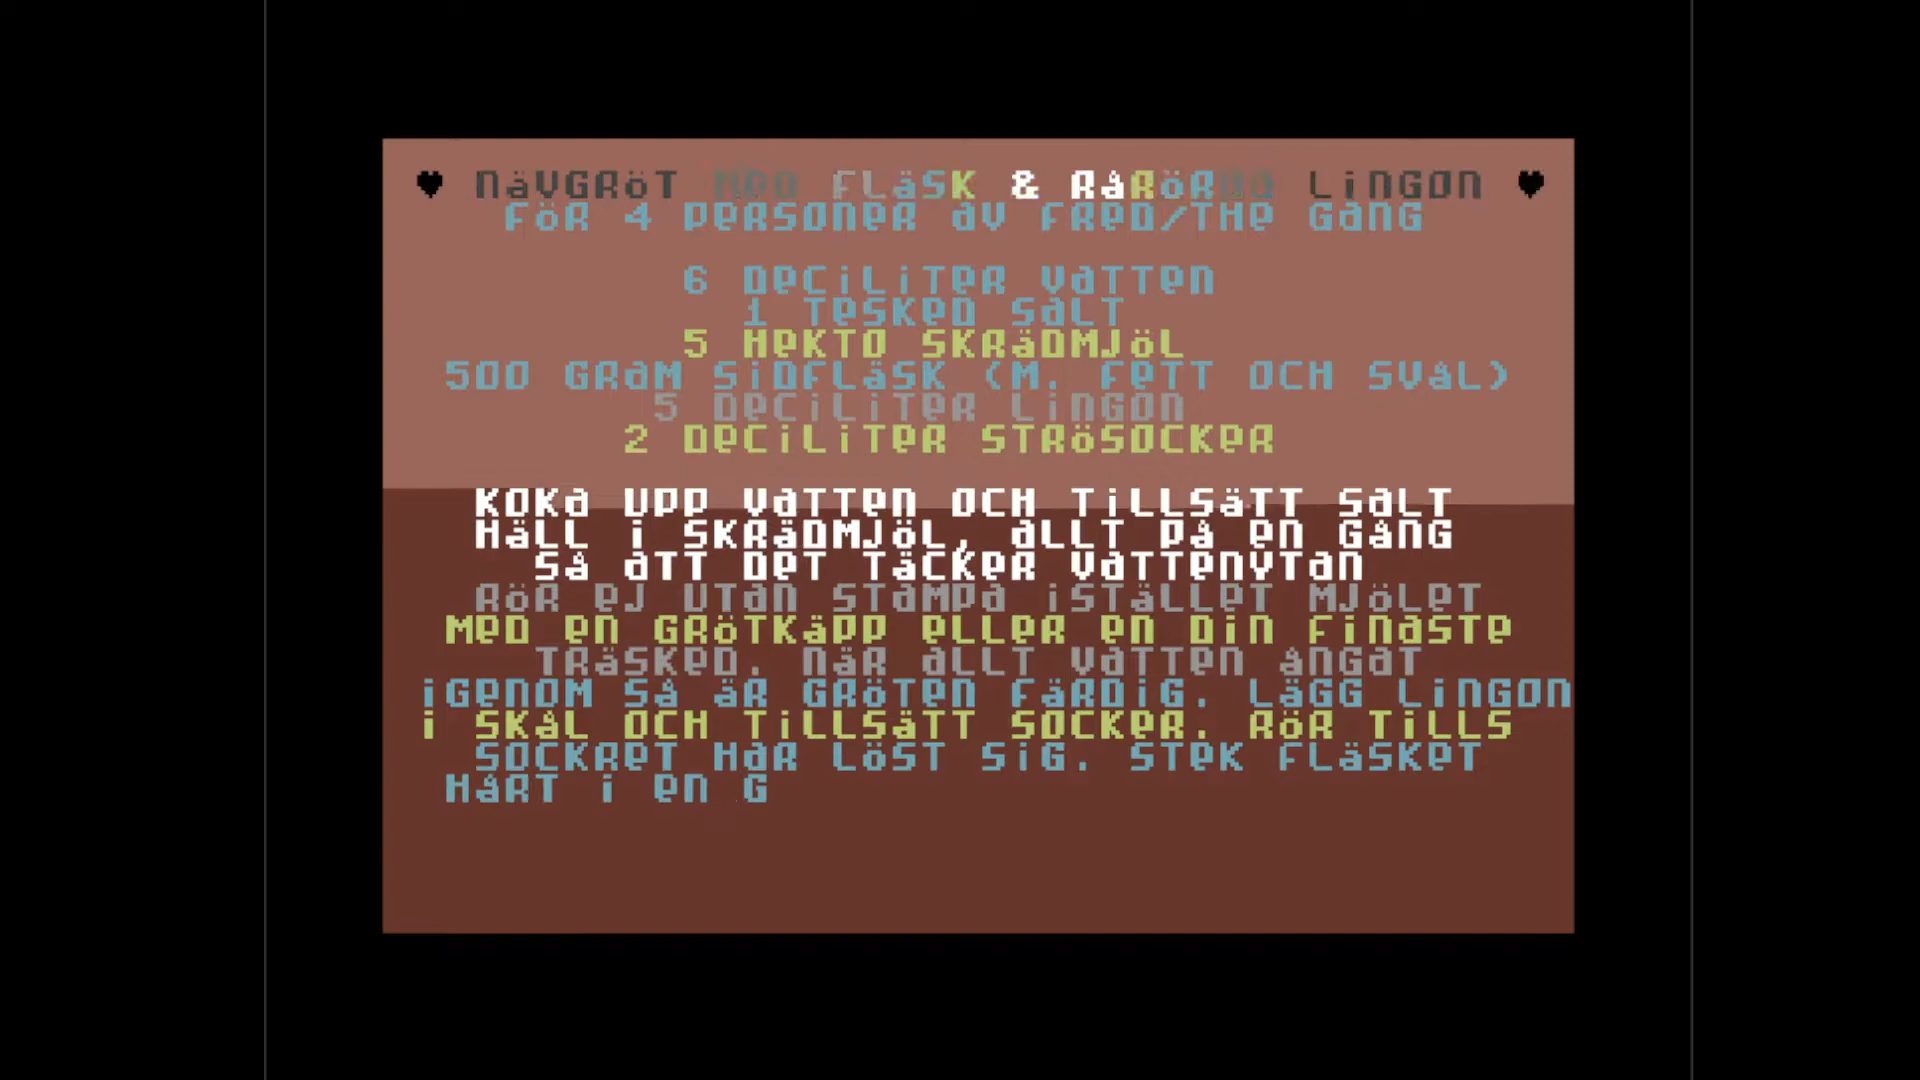 ♥ NÄVGRÖT MED FLÄSK & RÅRÖRDA LINGON ♥
FÖR 4 PERSONER AV FRED/THE GANG
6 DECILITER VATTEN
1 TESKED SALT
5 HEKTO SKRÄDMJÖL
500 GRAM SIDFLÄSK (M. FETT OCH SVÅL)
5 DECILITER LINGON
2 DECILITER STRÖSOCKER
KOKA UPP VATTEN OCH TILLSÄTT SALT
HÄLL I SKRÄDMJÖL, ALLT PÅ EN GÅNG
SÅ ATT DET TÄCKER VATTENYTAN
RÖR EJ UTAN STAMPA ISTÄLLET MJÖLET
MED EN GRÖTKÄPP ELLER EN DIN FINASTE
TRÄSKED. NÄR ALLT VATTEN ÅNGAT
IGENOM SÅ ÄR GRÖTEN FÄRDIG. LÄGG LINGON
I SKÅL OCH TILLSÄTT SOCKER. RÖR TILLS
SOCKRET HAR LÖST SIG. STEK FLÄSKET
HÅRT I EN G